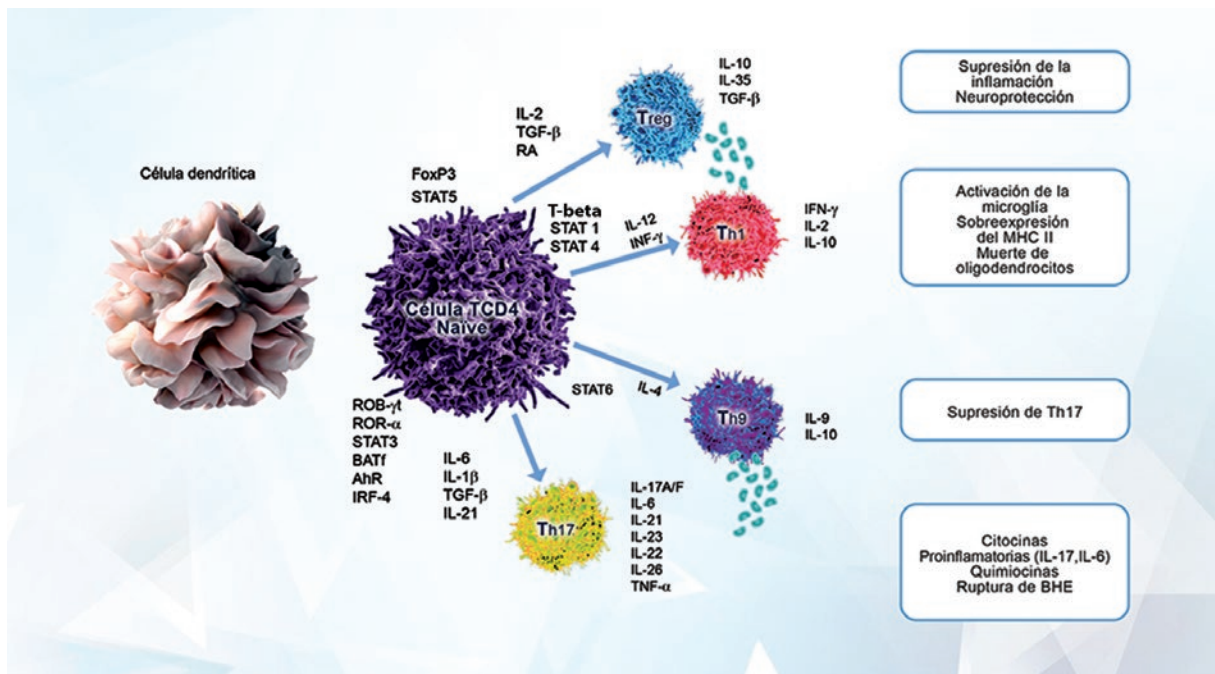 Célula dendrítica
FoxP3
STAT5
IL-2
TGF-β
RA
Treg
IL-10
IL-35
TGF-β
Supresión de la
inflamación
Neuroprotección
Célula TCD4
Naïve
T-beta
STAT 1
STAT 4
IL-12
INF-γ
Th1
IFN-γ
IL-2
IL-10
Activación de la
microglía
Sobreexpresión
del MHC II
Muerte de
oligodendrocitos
STAT6
IL-4
Th9
IL-9
IL-10
Supresión de Th17
ROB-γt
ROR-α
STAT3
BATf
AhR
IRF-4
IL-6
IL-1β
TGF-β
IL-21
Th17
IL-17A/F
IL-6
IL-21
IL-23
IL-22
IL-26
TNF-α
Citocinas
Proinflamatorias (IL-17,IL-6)
Quimiocinas
Ruptura de BHE